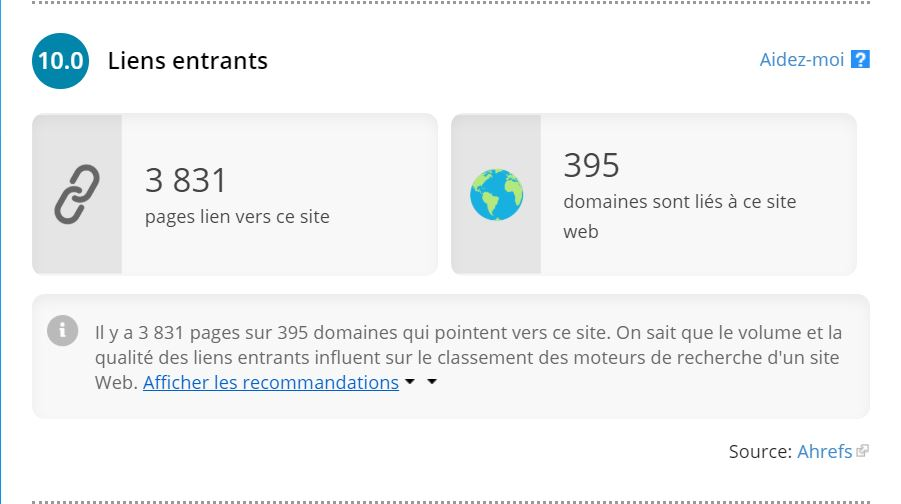 10.0 Liens entrants Aidez-moi ?
3 831
pages lien vers ce site
395
domaines sont liés à ce site
web
Il y a 3 831 pages sur 395 domaines qui pointent vers ce site. On sait que le volume et la
qualité des liens entrants influent sur le classement des moteurs de recherche d'un site
Web. Afficher les recommandations
Source: Ahrefs